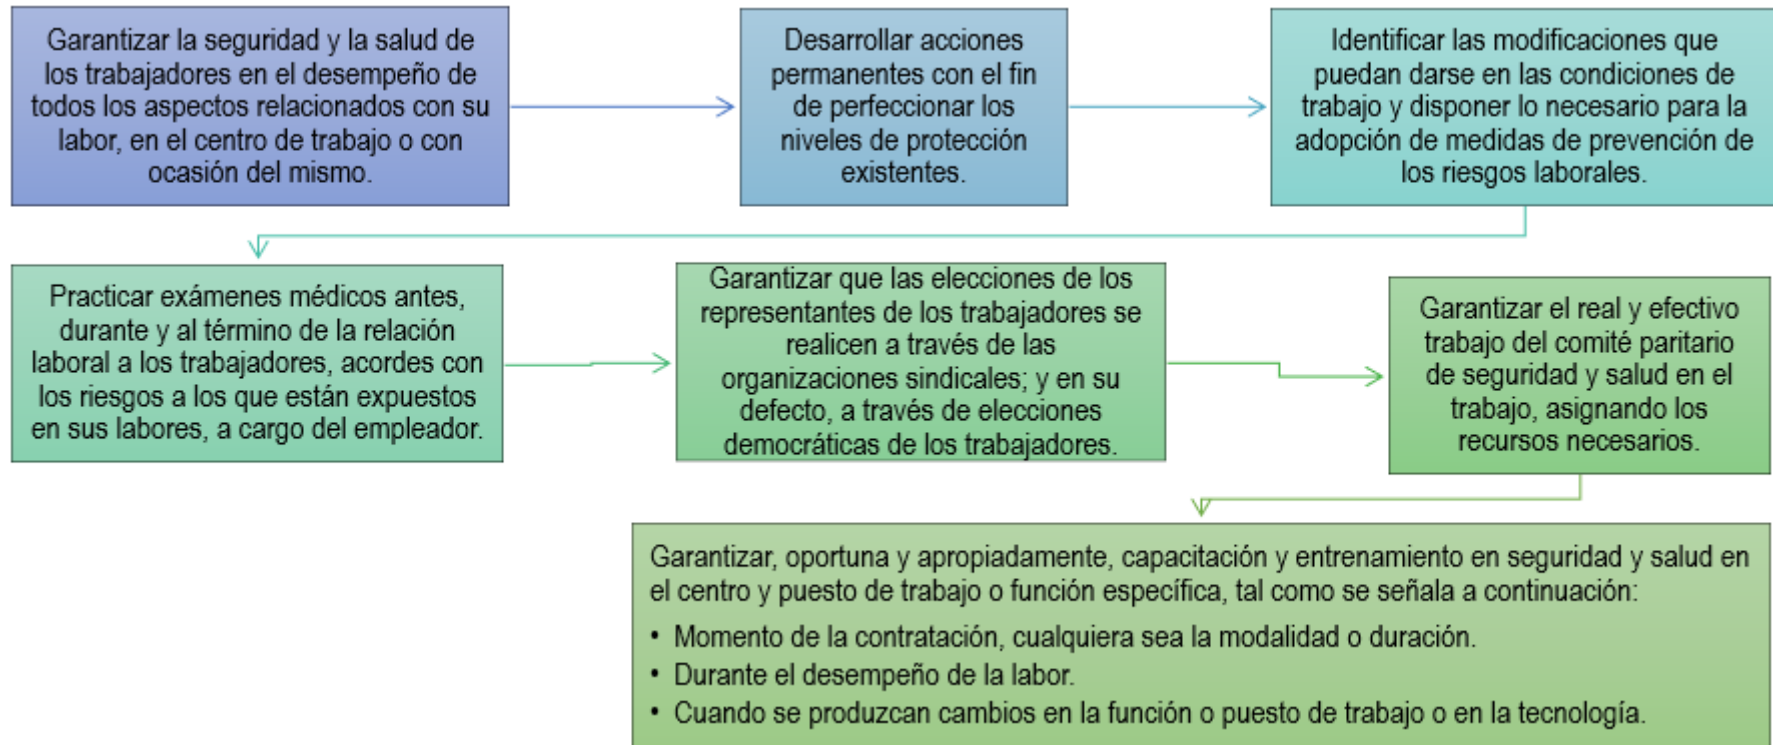 Garantizar la seguridad y la salud de
los trabajadores en el desempeño de
todos los aspectos relacionados con su
labor, en el centro de trabajo o con
ocasión del mismo.
Desarrollar acciones
permanentes con el fin
de perfeccionar los
niveles de protección
existentes.
Identificar las modificaciones que
puedan darse en las condiciones de
trabajo y disponer lo necesario para la
adopción de medidas de prevención de
los riesgos laborales.
Practicar exámenes médicos antes,
durante y al término de la relación
laboral a los trabajadores, acordes con
los riesgos a los que están expuestos
en sus labores, a cargo del empleador.
Garantizar que las elecciones de los
representantes de los trabajadores se
realicen a través de las
organizaciones sindicales; y en su
defecto, a través de elecciones
democráticas de los trabajadores.
Garantizar el real y efectivo
trabajo del comité paritario
de seguridad y salud en el
trabajo, asignando los
recursos necesarios.
Garantizar, oportuna y apropiadamente, capacitación y entrenamiento en seguridad y salud en
el centro y puesto de trabajo o función específica, tal como se señala a continuación:
• Momento de la contratación, cualquiera sea la modalidad o duración.
• Durante el desempeño de la labor.
• Cuando se produzcan cambios en la función o puesto de trabajo o en la tecnología.